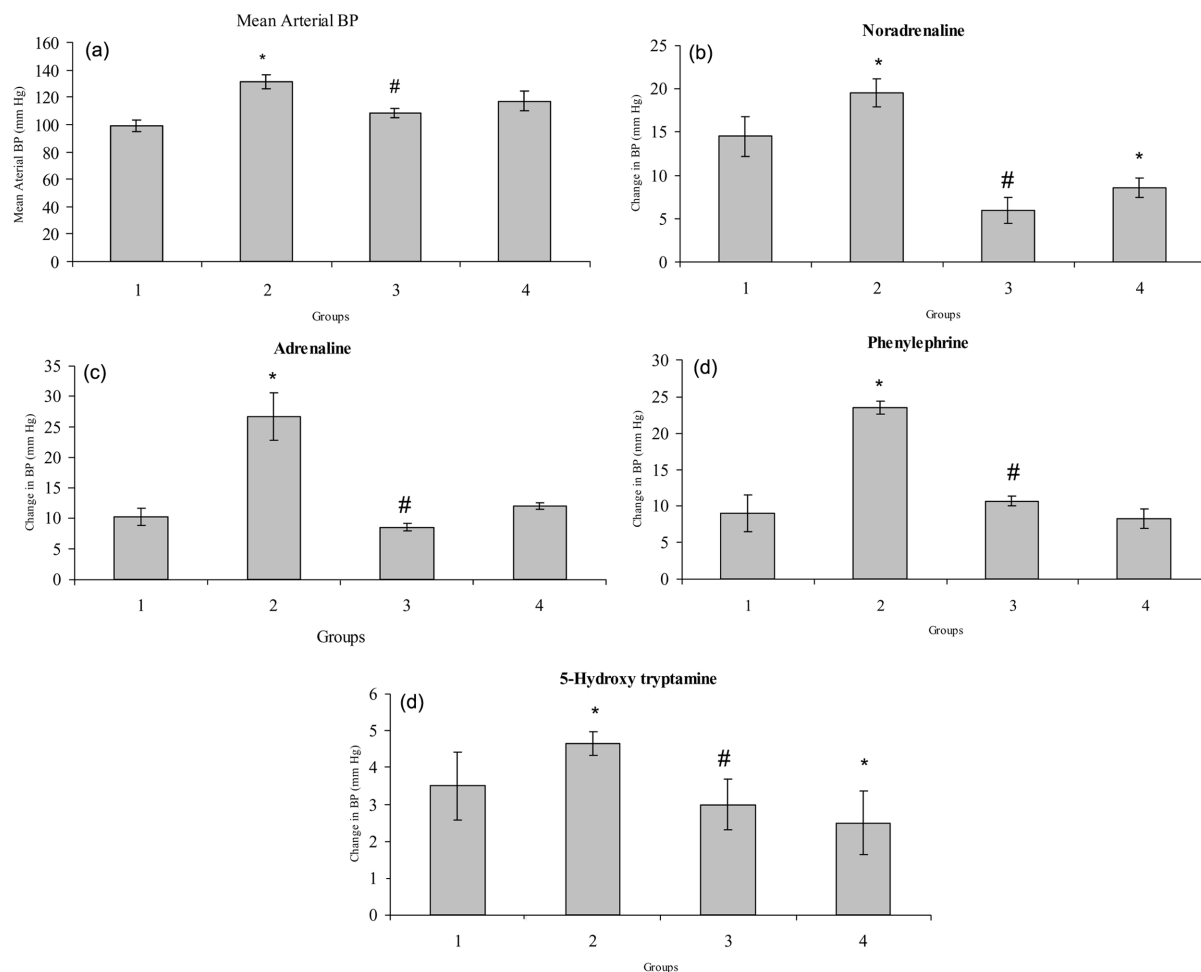 Mean Arterial BP
(a)
Mean Aterial BP (mm Hg)
160
140
120
100
80
60
40
20
0
*
#
1 2 3 4
Groups
Noradrenaline
(b)
Change in BP (mm Hg)
25
20
15
10
5
0
*
#
*
1 2 3 4
Groups
Adrenaline
(c)
Change in BP (mm Hg)
35
30
25
20
15
10
5
0
*
#
1 2 3 4
Groups
Phenylephrine
(d)
Change in BP (mm Hg)
30
25
20
15
10
5
0
*
#
1 2 3 4
Groups
5-Hydroxy tryptamine
(d)
Change in BP (mm Hg)
6
5
4
3
2
1
0
*
#
*
1 2 3 4
Groups